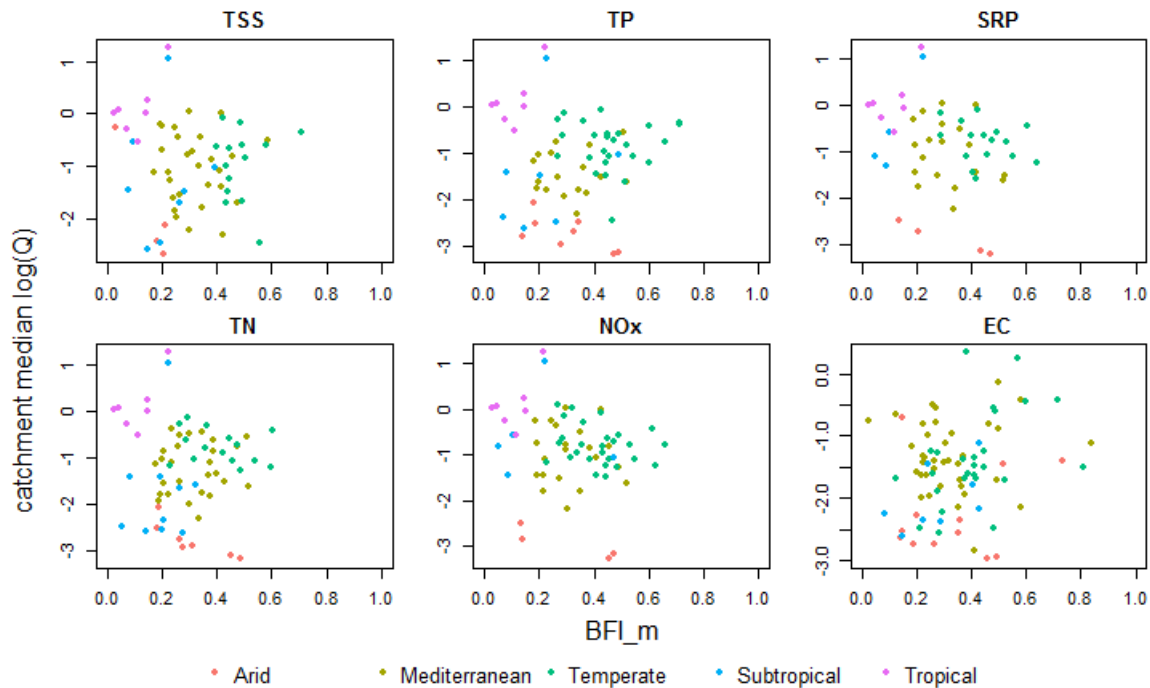 TSS TP SRP
1 0 -1 -2
0.0 0.2 0.4 0.6 0.8 1.0
1 0 -1 -2 -3
0.0 0.2 0.4 0.6 0.8 1.0
1 0 -1 -2 -3
0.0 0.2 0.4 0.6 0.8 1.0
catchment median log(Q)
TN NOx EC
1 0 -1 -2 -3
0.0 0.2 0.4 0.6 0.8 1.0
1 0 -1 -2 -3
0.0 0.2 0.4 0.6 0.8 1.0
0.0 -1.0 -2.0 -3.0
0.0 0.2 0.4 0.6 0.8 1.0
BFI_m
Arid Mediterranean Temperate Subtropical Tropical